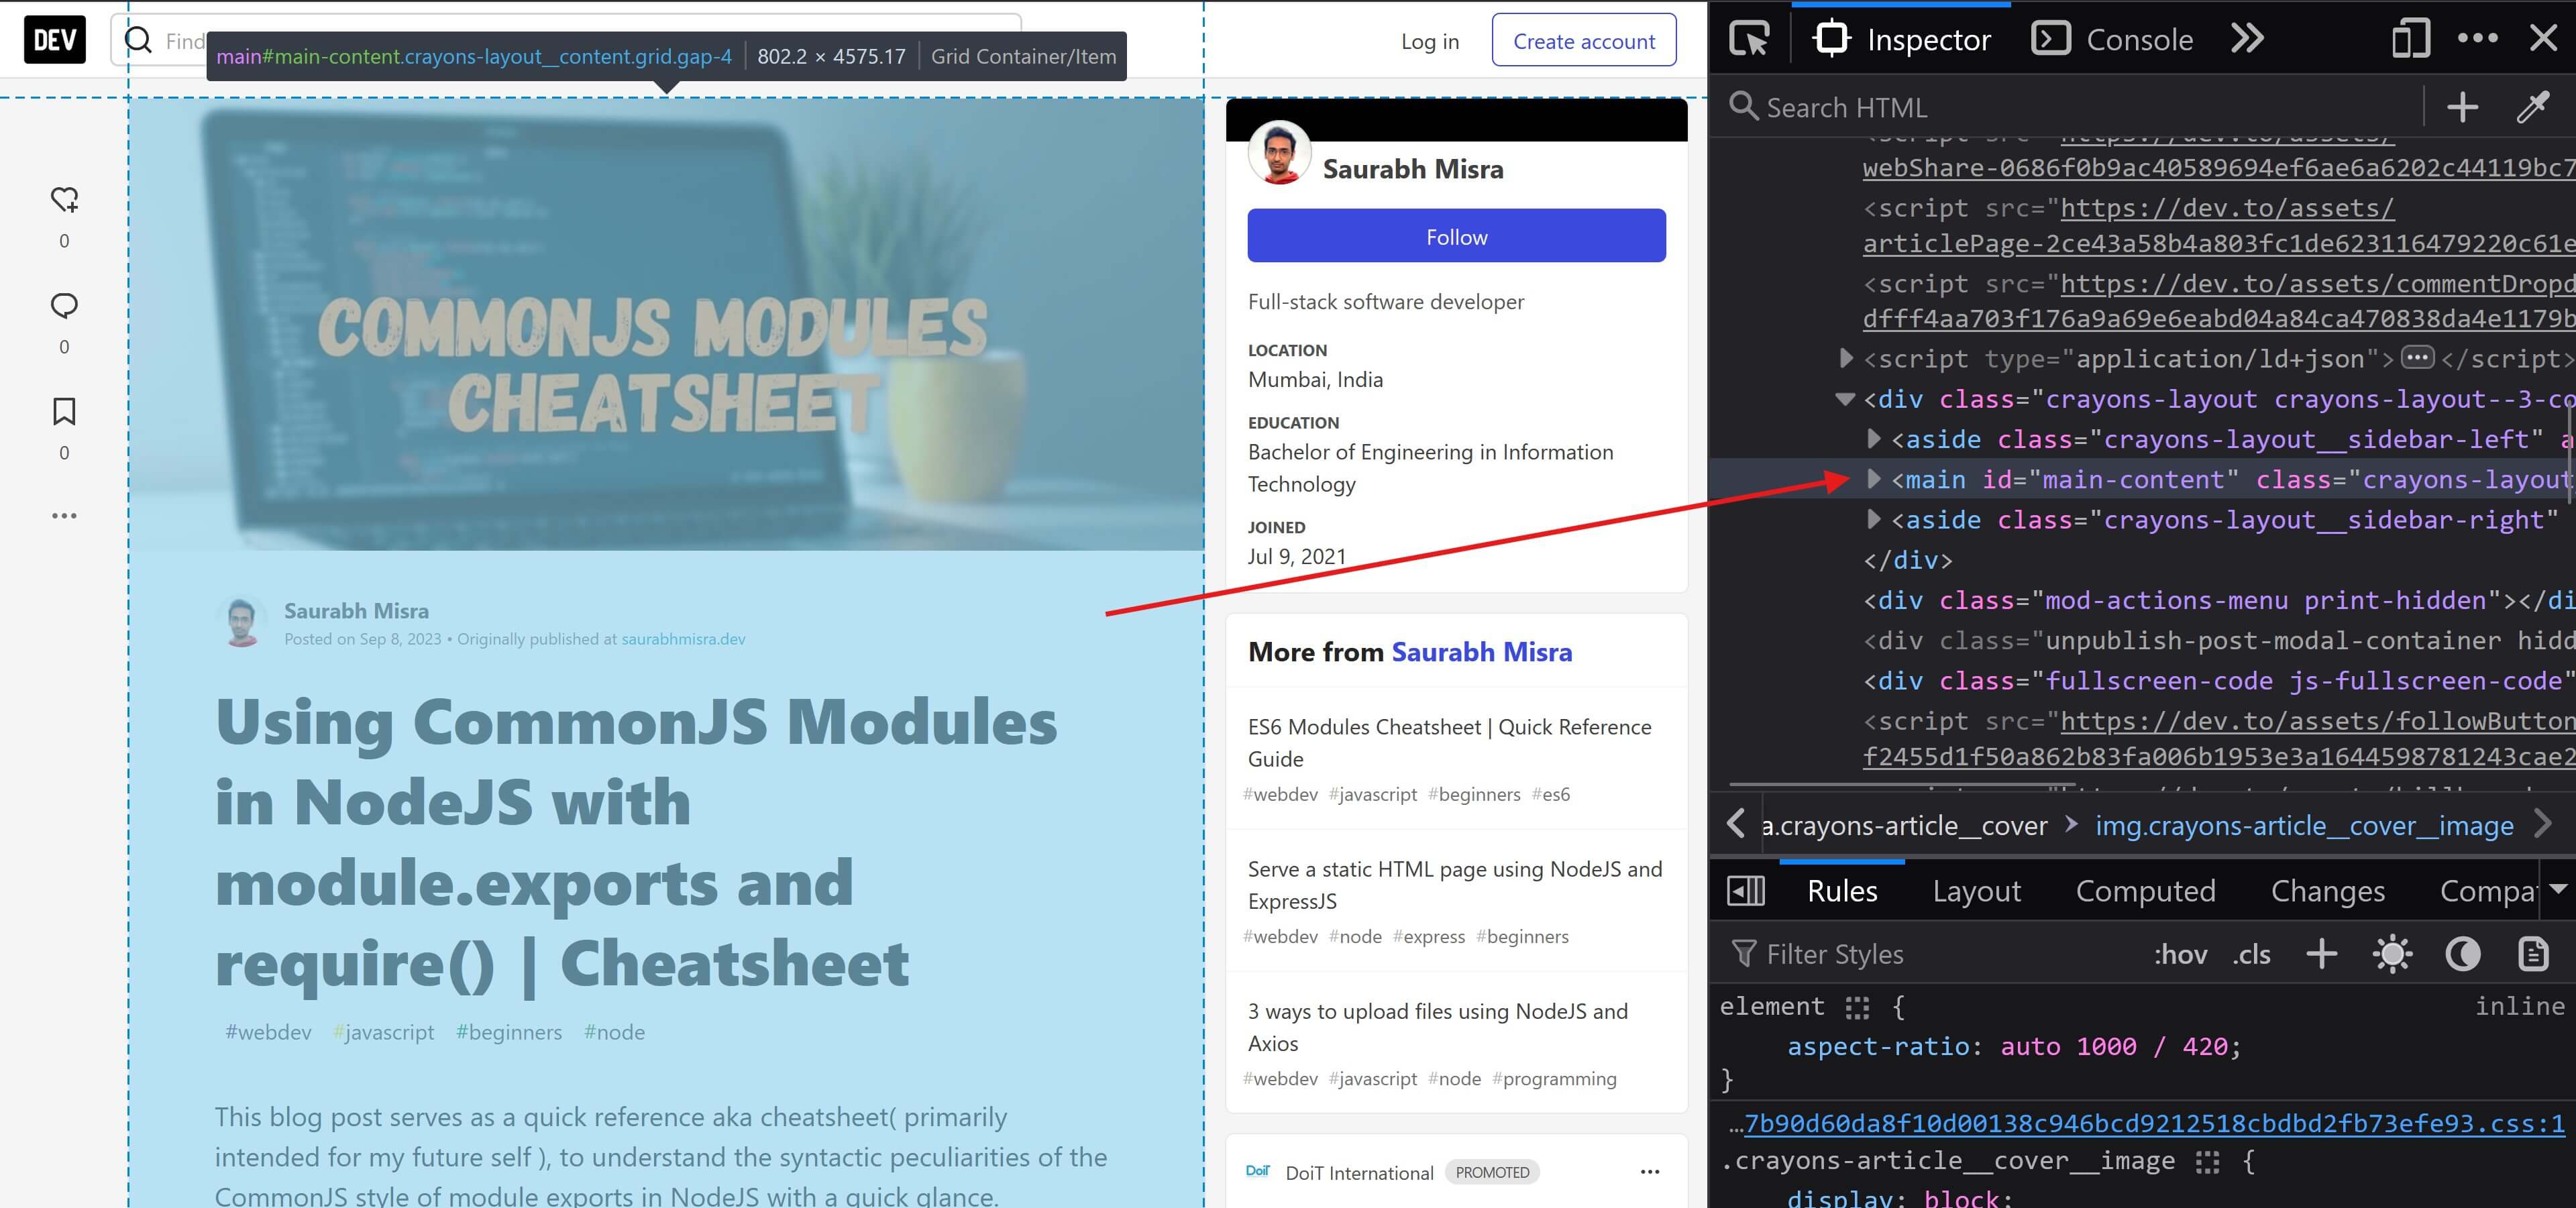 DEV
Find
Log in
Create account
main#main-content.crayons-layout__content.grid.gap-4 802.2 × 4575.17 Grid Container/Item
COMMONJS MODULES
CHEATSHEET
0
0
0
Saurabh Misra
Posted on Sep 8, 2023 • Originally published at saurabhmisra.dev
Using CommonJS Modules
in NodeJS with
module.exports and
require() | Cheatsheet
#webdev #javascript #beginners #node
This blog post serves as a quick reference aka cheatsheet( primarily
intended for my future self ), to understand the syntactic peculiarities of the
CommonJS style of module exports in NodeJS with a quick glance.
Saurabh Misra
Follow
Full-stack software developer
LOCATION
Mumbai, India
EDUCATION
Bachelor of Engineering in Information
Technology
JOINED
Jul 9, 2021
More from Saurabh Misra
ES6 Modules Cheatsheet | Quick Reference
Guide
#webdev #javascript #beginners #es6
Serve a static HTML page using NodeJS and
ExpressJS
#webdev #node #express #beginners
3 ways to upload files using NodeJS and
Axios
#webdev #javascript #node #programming
DoiT DoiT International PROMOTED
Inspector Console
Search HTML
<script src="https://dev.to/assets/
webShare-0686f0b9ac40589694ef6ae6a6202c44119bc7
<script src="https://dev.to/assets/
articlePage-2ce43a58b4a803fc1de623116479220c61e
<script src="https://dev.to/assets/commentDropd
dfff4aa703f176a9a69e6eabd04a84ca470838da4e1179b
<script type="application/ld+json"></script>
<div class="crayons-layout crayons-layout--3-co
<aside class="crayons-layout__sidebar-left" a
<main id="main-content" class="crayons-layout
<aside class="crayons-layout__sidebar-right"
</div>
<div class="mod-actions-menu print-hidden"></di
<div class="unpublish-post-modal-container hidd
<div class="fullscreen-code js-fullscreen-code"
<script src="https://dev.to/assets/followButton
f2455d1f50a862b83fa006b1953e3a1644598781243cae2
a.crayons-article__cover img.crayons-article__cover__image
Rules Layout Computed Changes Compa
Filter Styles :hov .cls
element { inline
aspect-ratio: auto 1000 / 420;
}
…7b90d60da8f10d00138c946bcd9212518cbdbd2fb73efe93.css:1
.crayons-article__cover__image {
display: block;